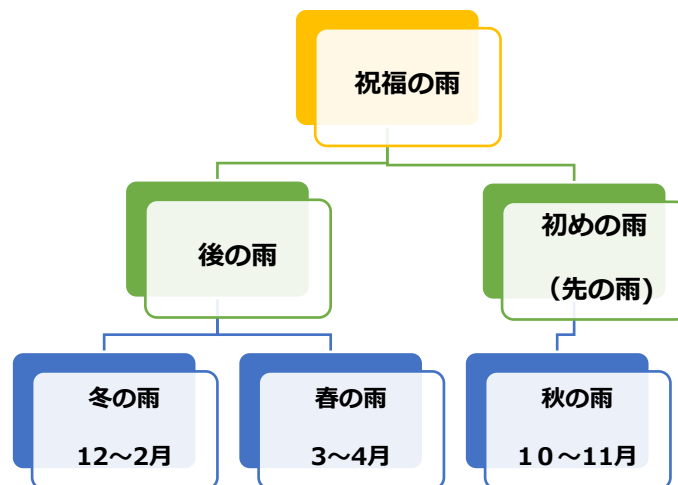 祝福の雨
後の雨
初めの雨
（先の雨)
冬の雨
12～2月
春の雨
3～4月
秋の雨
１０～11月